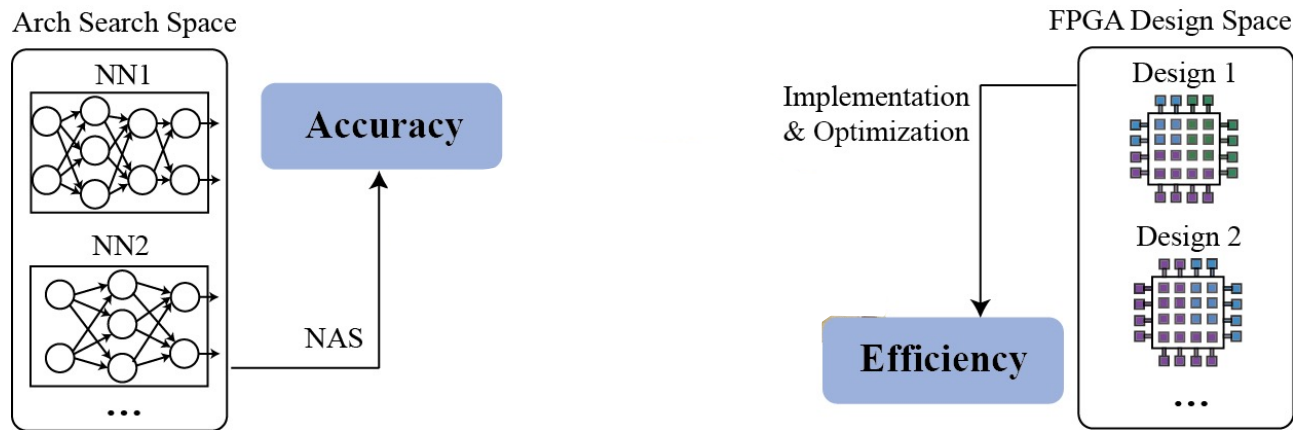 Arch Search Space
NN1
NN2
...
Accuracy
NAS
FPGA Design Space
Implementation
& Optimization
Design 1
Design 2
...
Efficiency